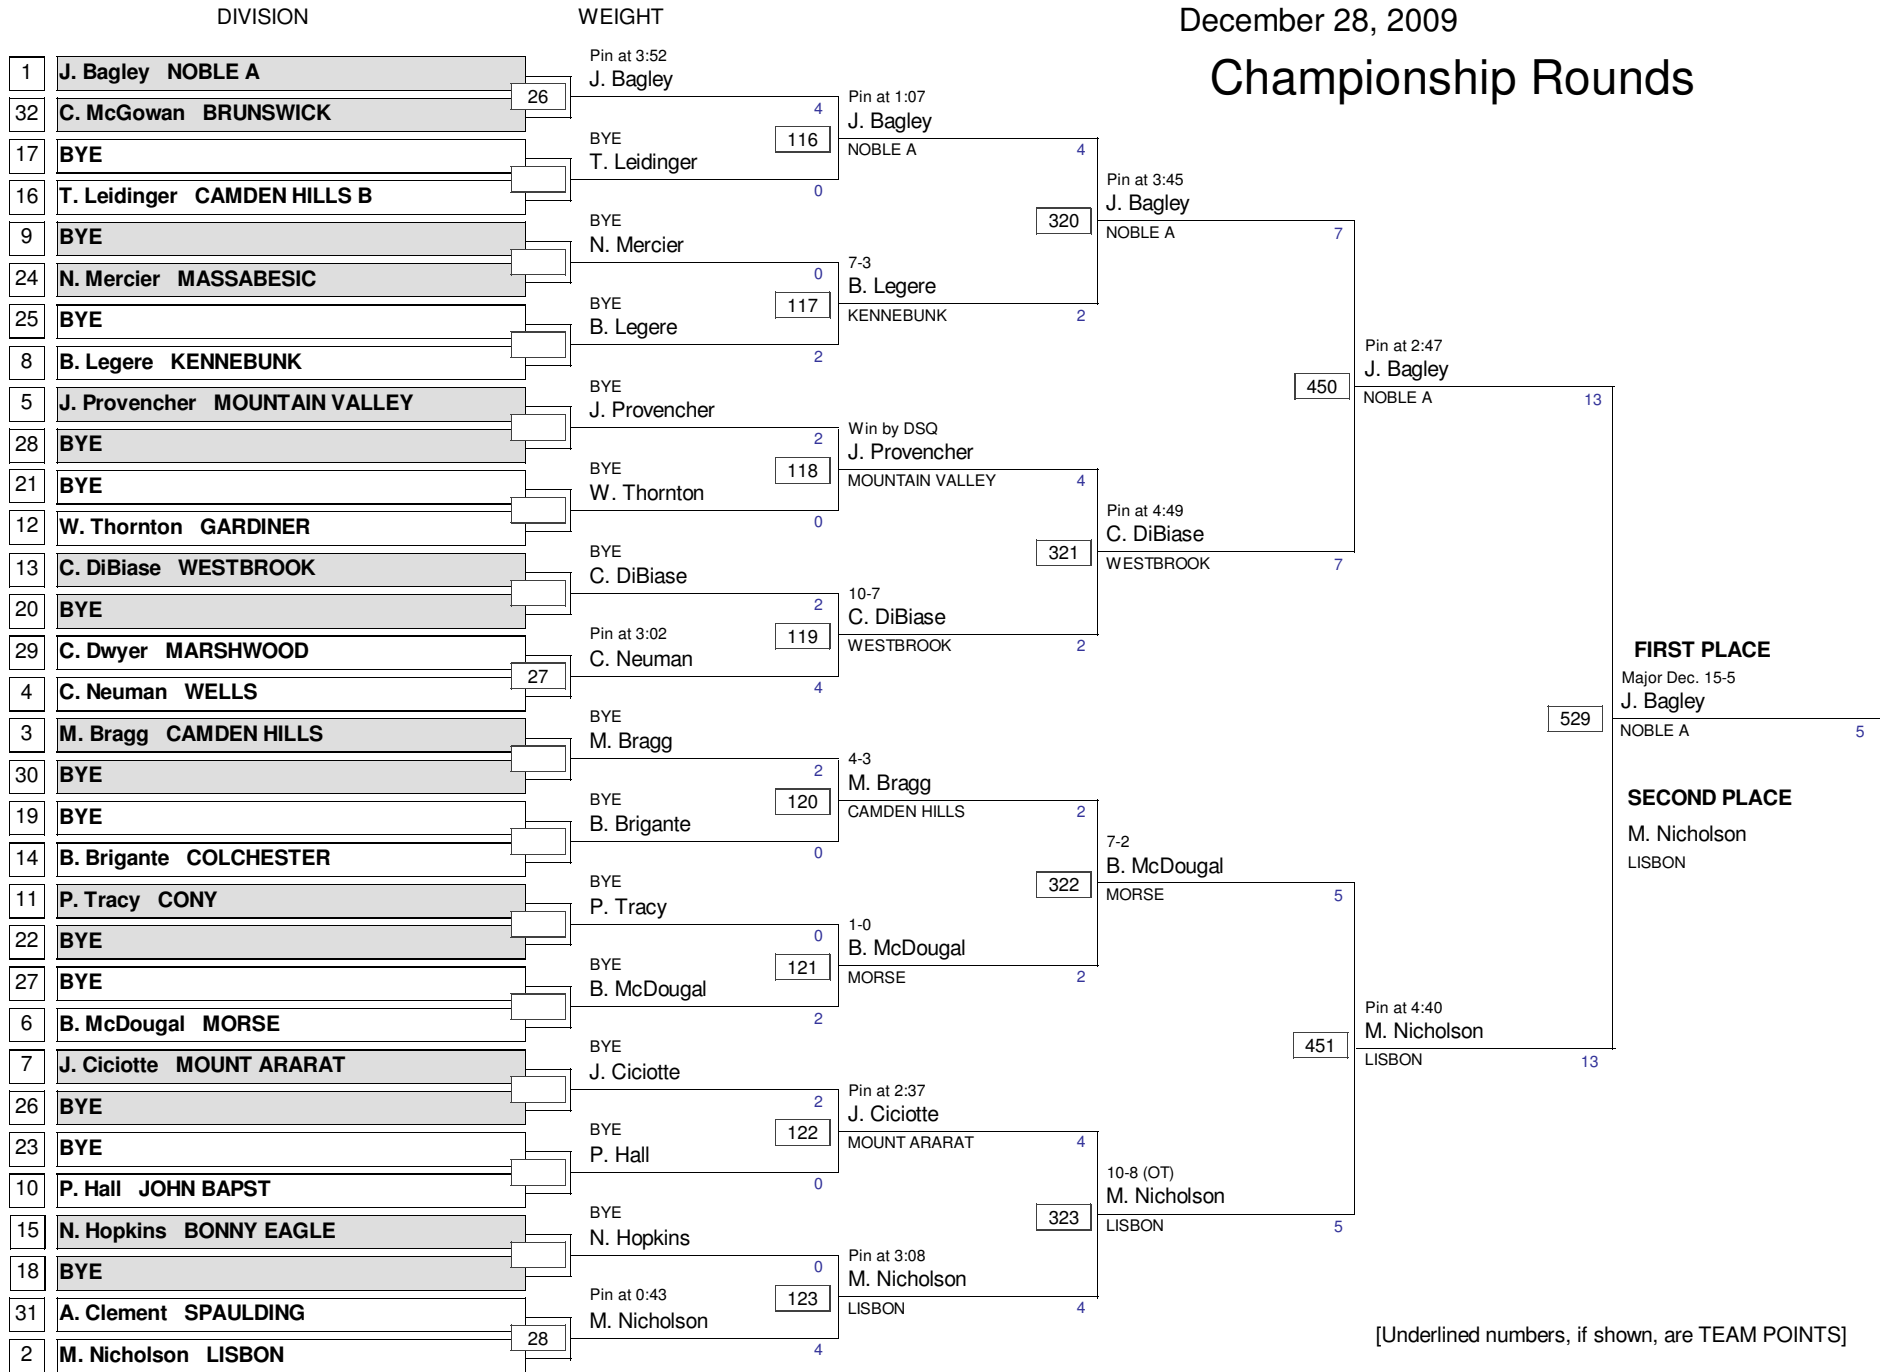 DIVISION
WEIGHT
December 28, 2009
Championship Rounds
1 J. Bagley NOBLE A
32 C. McGowan BRUNSWICK
17 BYE
16 T. Leidinger CAMDEN HILLS B
9 BYE
24 N. Mercier MASSABESIC
25 BYE
8 B. Legere KENNEBUNK
5 J. Provencher MOUNTAIN VALLEY
28 BYE
21 BYE
12 W. Thornton GARDINER
13 C. DiBiase WESTBROOK
20 BYE
29 C. Dwyer MARSHWOOD
4 C. Neuman WELLS
3 M. Bragg CAMDEN HILLS
30 BYE
19 BYE
14 B. Brigante COLCHESTER
11 P. Tracy CONY
22 BYE
27 BYE
6 B. McDougal MORSE
7 J. Ciciotte MOUNT ARARAT
26 BYE
23 BYE
10 P. Hall JOHN BAPST
15 N. Hopkins BONNY EAGLE
18 BYE
31 A. Clement SPAULDING
2 M. Nicholson LISBON
26
27
28
Pin at 3:52
J. Bagley
4
BYE
T. Leidinger
0
BYE
N. Mercier
0
BYE
B. Legere
2
BYE
J. Provencher
2
BYE
W. Thornton
0
BYE
C. DiBiase
2
Pin at 3:02
C. Neuman
4
BYE
M. Bragg
2
BYE
B. Brigante
0
BYE
P. Tracy
0
BYE
B. McDougal
2
BYE
J. Ciciotte
2
BYE
P. Hall
0
BYE
N. Hopkins
0
Pin at 0:43
M. Nicholson
4
116
117
118
119
120
121
122
123
Pin at 1:07
J. Bagley
NOBLE A 4
7-3
B. Legere
KENNEBUNK 2
Win by DSQ
J. Provencher
MOUNTAIN VALLEY 4
10-7
C. DiBiase
WESTBROOK 2
4-3
M. Bragg
CAMDEN HILLS 2
1-0
B. McDougal
MORSE 2
Pin at 2:37
J. Ciciotte
MOUNT ARARAT 4
Pin at 3:08
M. Nicholson
LISBON 4
320
321
322
323
Pin at 3:45
J. Bagley
NOBLE A 7
Pin at 4:49
C. DiBiase
WESTBROOK 7
7-2
B. McDougal
MORSE 5
10-8 (OT)
M. Nicholson
LISBON 5
450
451
Pin at 2:47
J. Bagley
NOBLE A 13
Pin at 4:40
M. Nicholson
LISBON 13
529
FIRST PLACE
Major Dec. 15-5
J. Bagley
NOBLE A 5
SECOND PLACE
M. Nicholson
LISBON
[Underlined numbers, if shown, are TEAM POINTS]